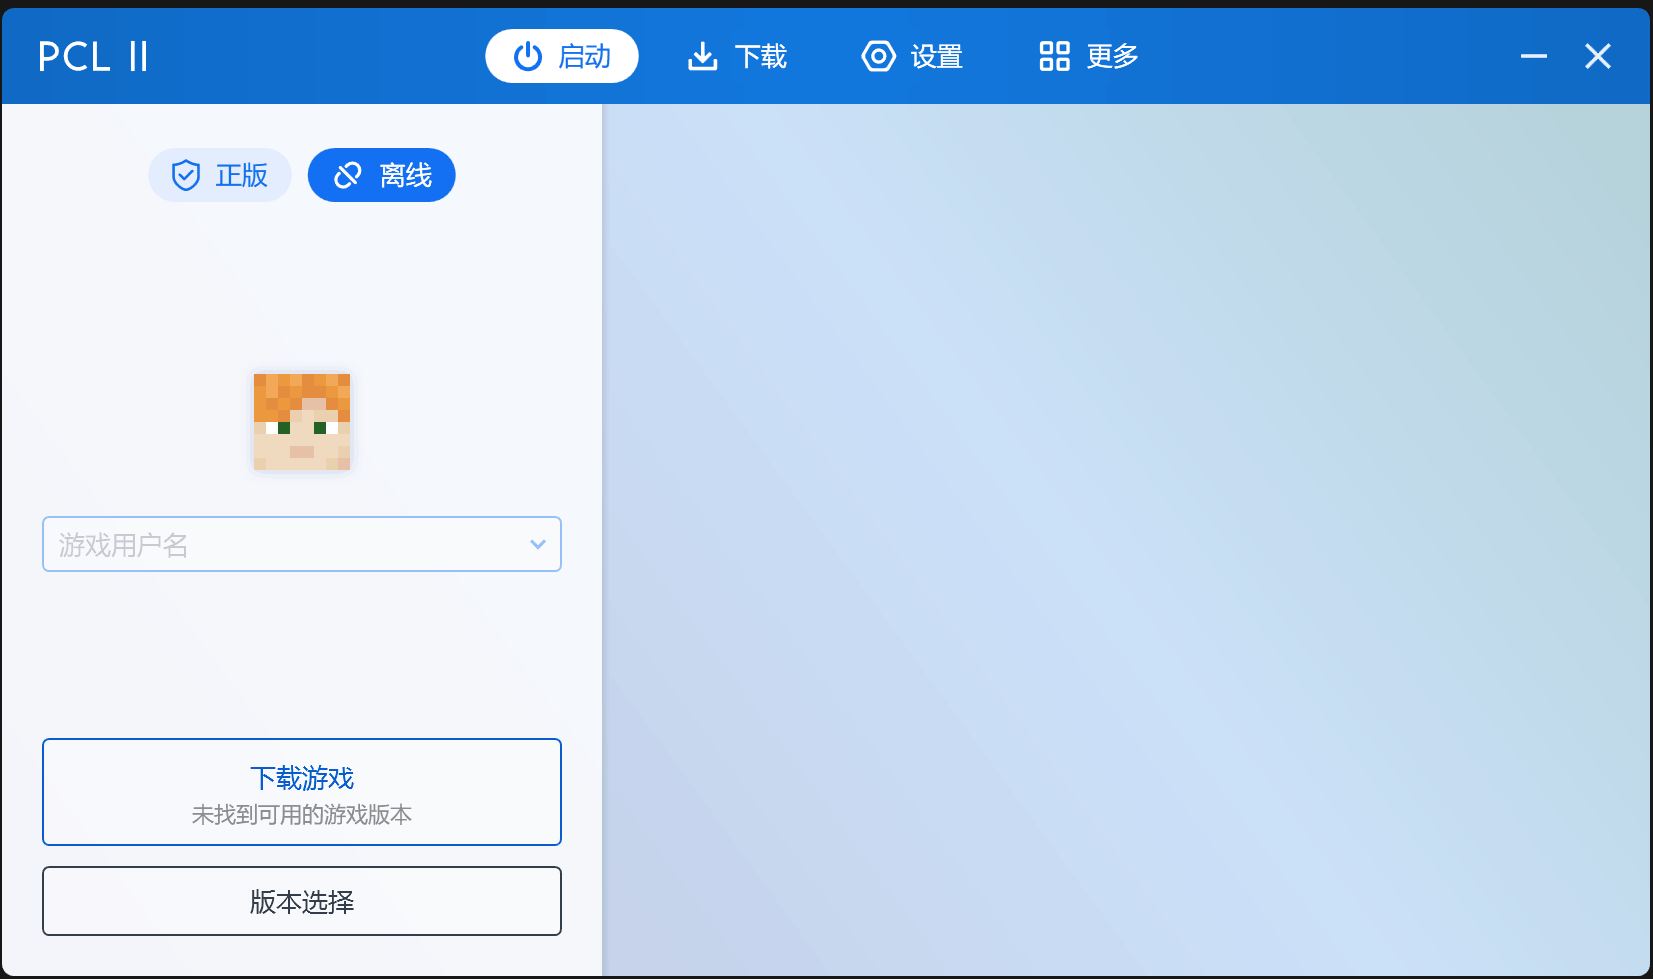 PCL II
启动
下载
设置
更多
正版
离线
游戏用户名
下载游戏
未找到可用的游戏版本
版本选择